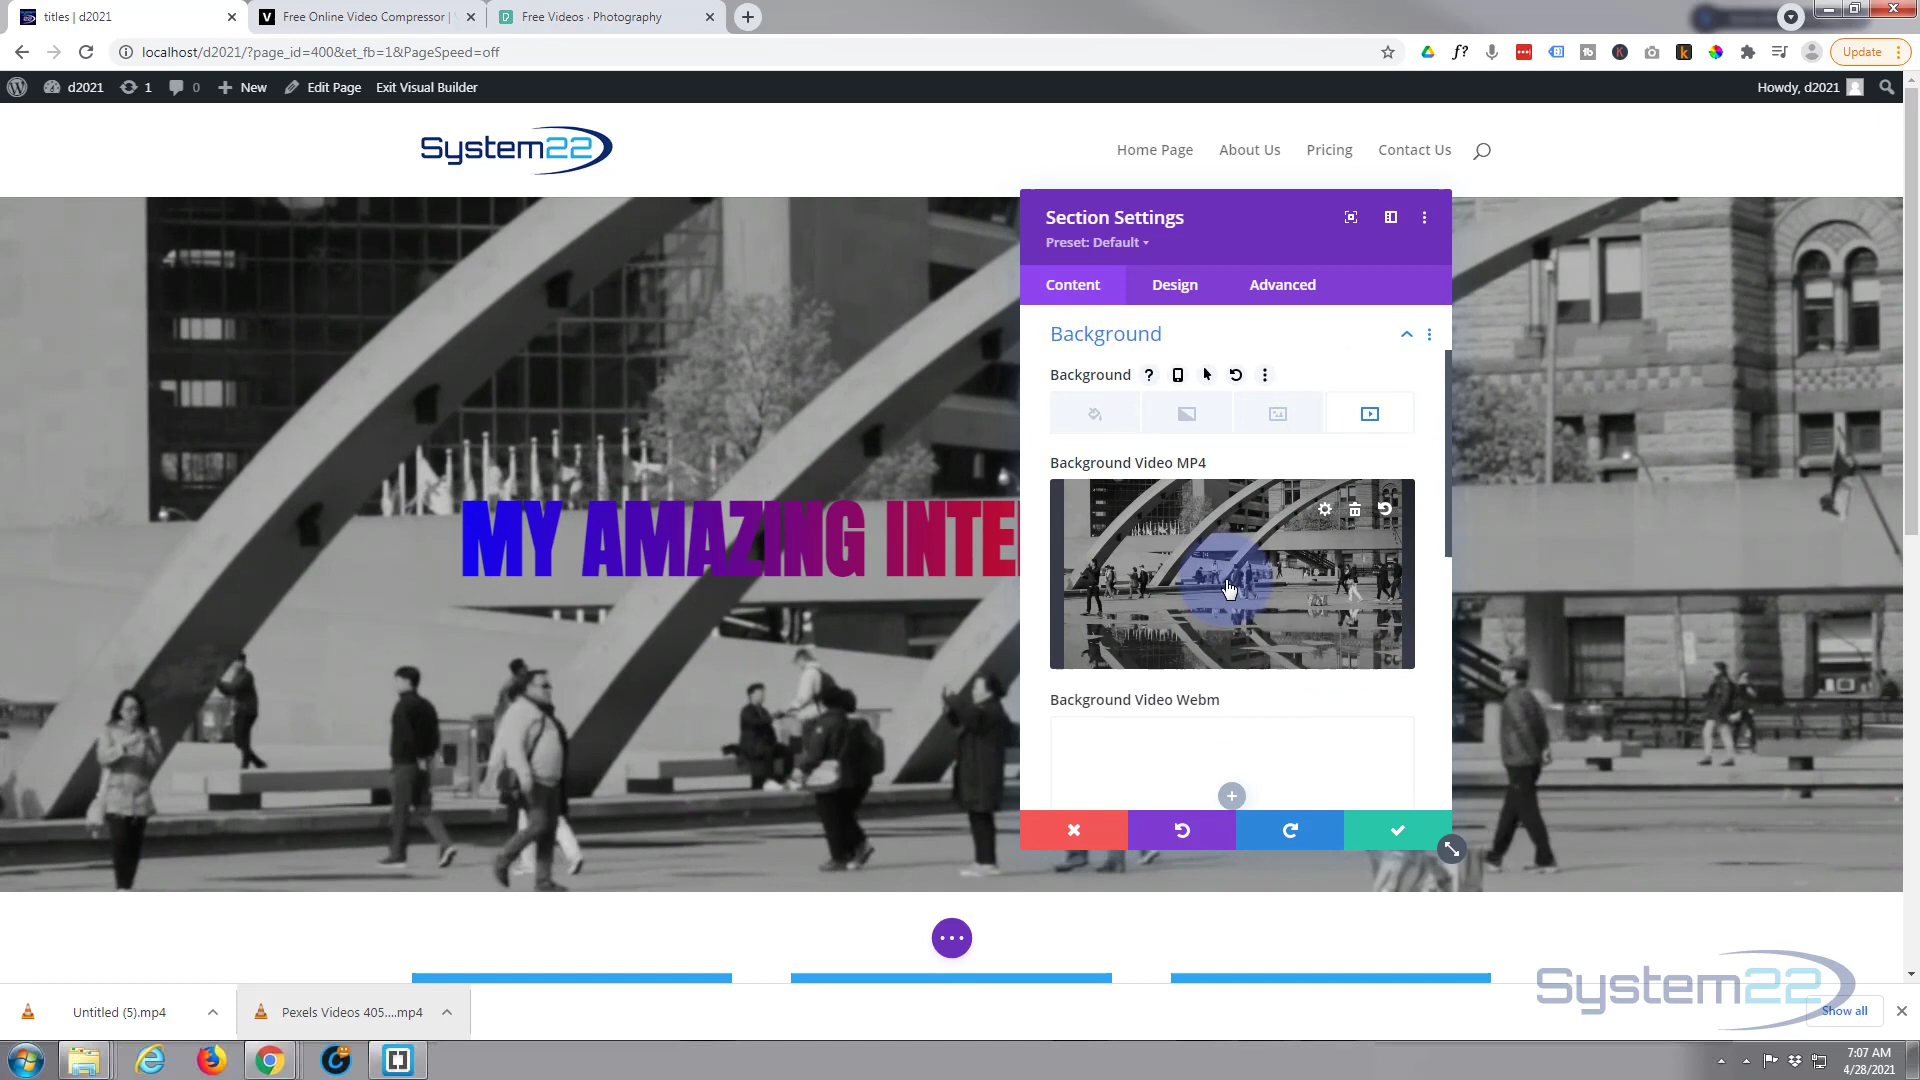 titles | d2021
Free Online Video Compressor | V
Free Videos · Photography
localhost/d2021/?page_id=400&et_fb=1&PageSpeed=off
Update
d2021
1
0
New
Edit Page
Exit Visual Builder
Howdy, d2021
System22
Home Page
About Us
Pricing
Contact Us
Section Settings
Preset: Default
Content
Design
Advanced
Background
Background
Background Video MP4
MY AMAZING INTE
Background Video Webm
System22
Untitled (5).mp4
Pexels Videos 405....mp4
Show all
7:07 AM
4/28/2021